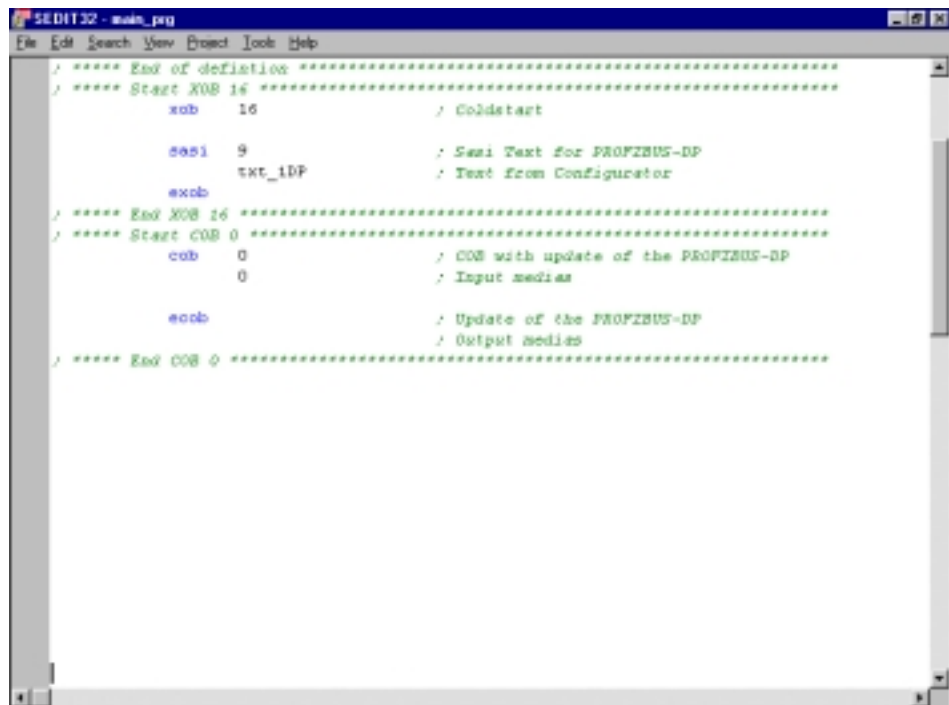 SEDIT32 - main_prg
File Edit Search View Project Tools Help
; ***** End of defintion *******************************************************
; ***** Start XOB 16 ***********************************************************
xob 16 ; Coldstart
sasi 9 ; Sasi Text for PROFIBUS-DP
txt_iDP ; Text from Configurator
exob
; ***** End XOB 16 ************************************************************
; ***** Start COB 0 ***********************************************************
cob 0 ; COB with update of the PROFIBUS-DP
0 ; Input medias
ecob ; Update of the PROFIBUS-DP
; Output medias
; ***** End COB 0 *************************************************************